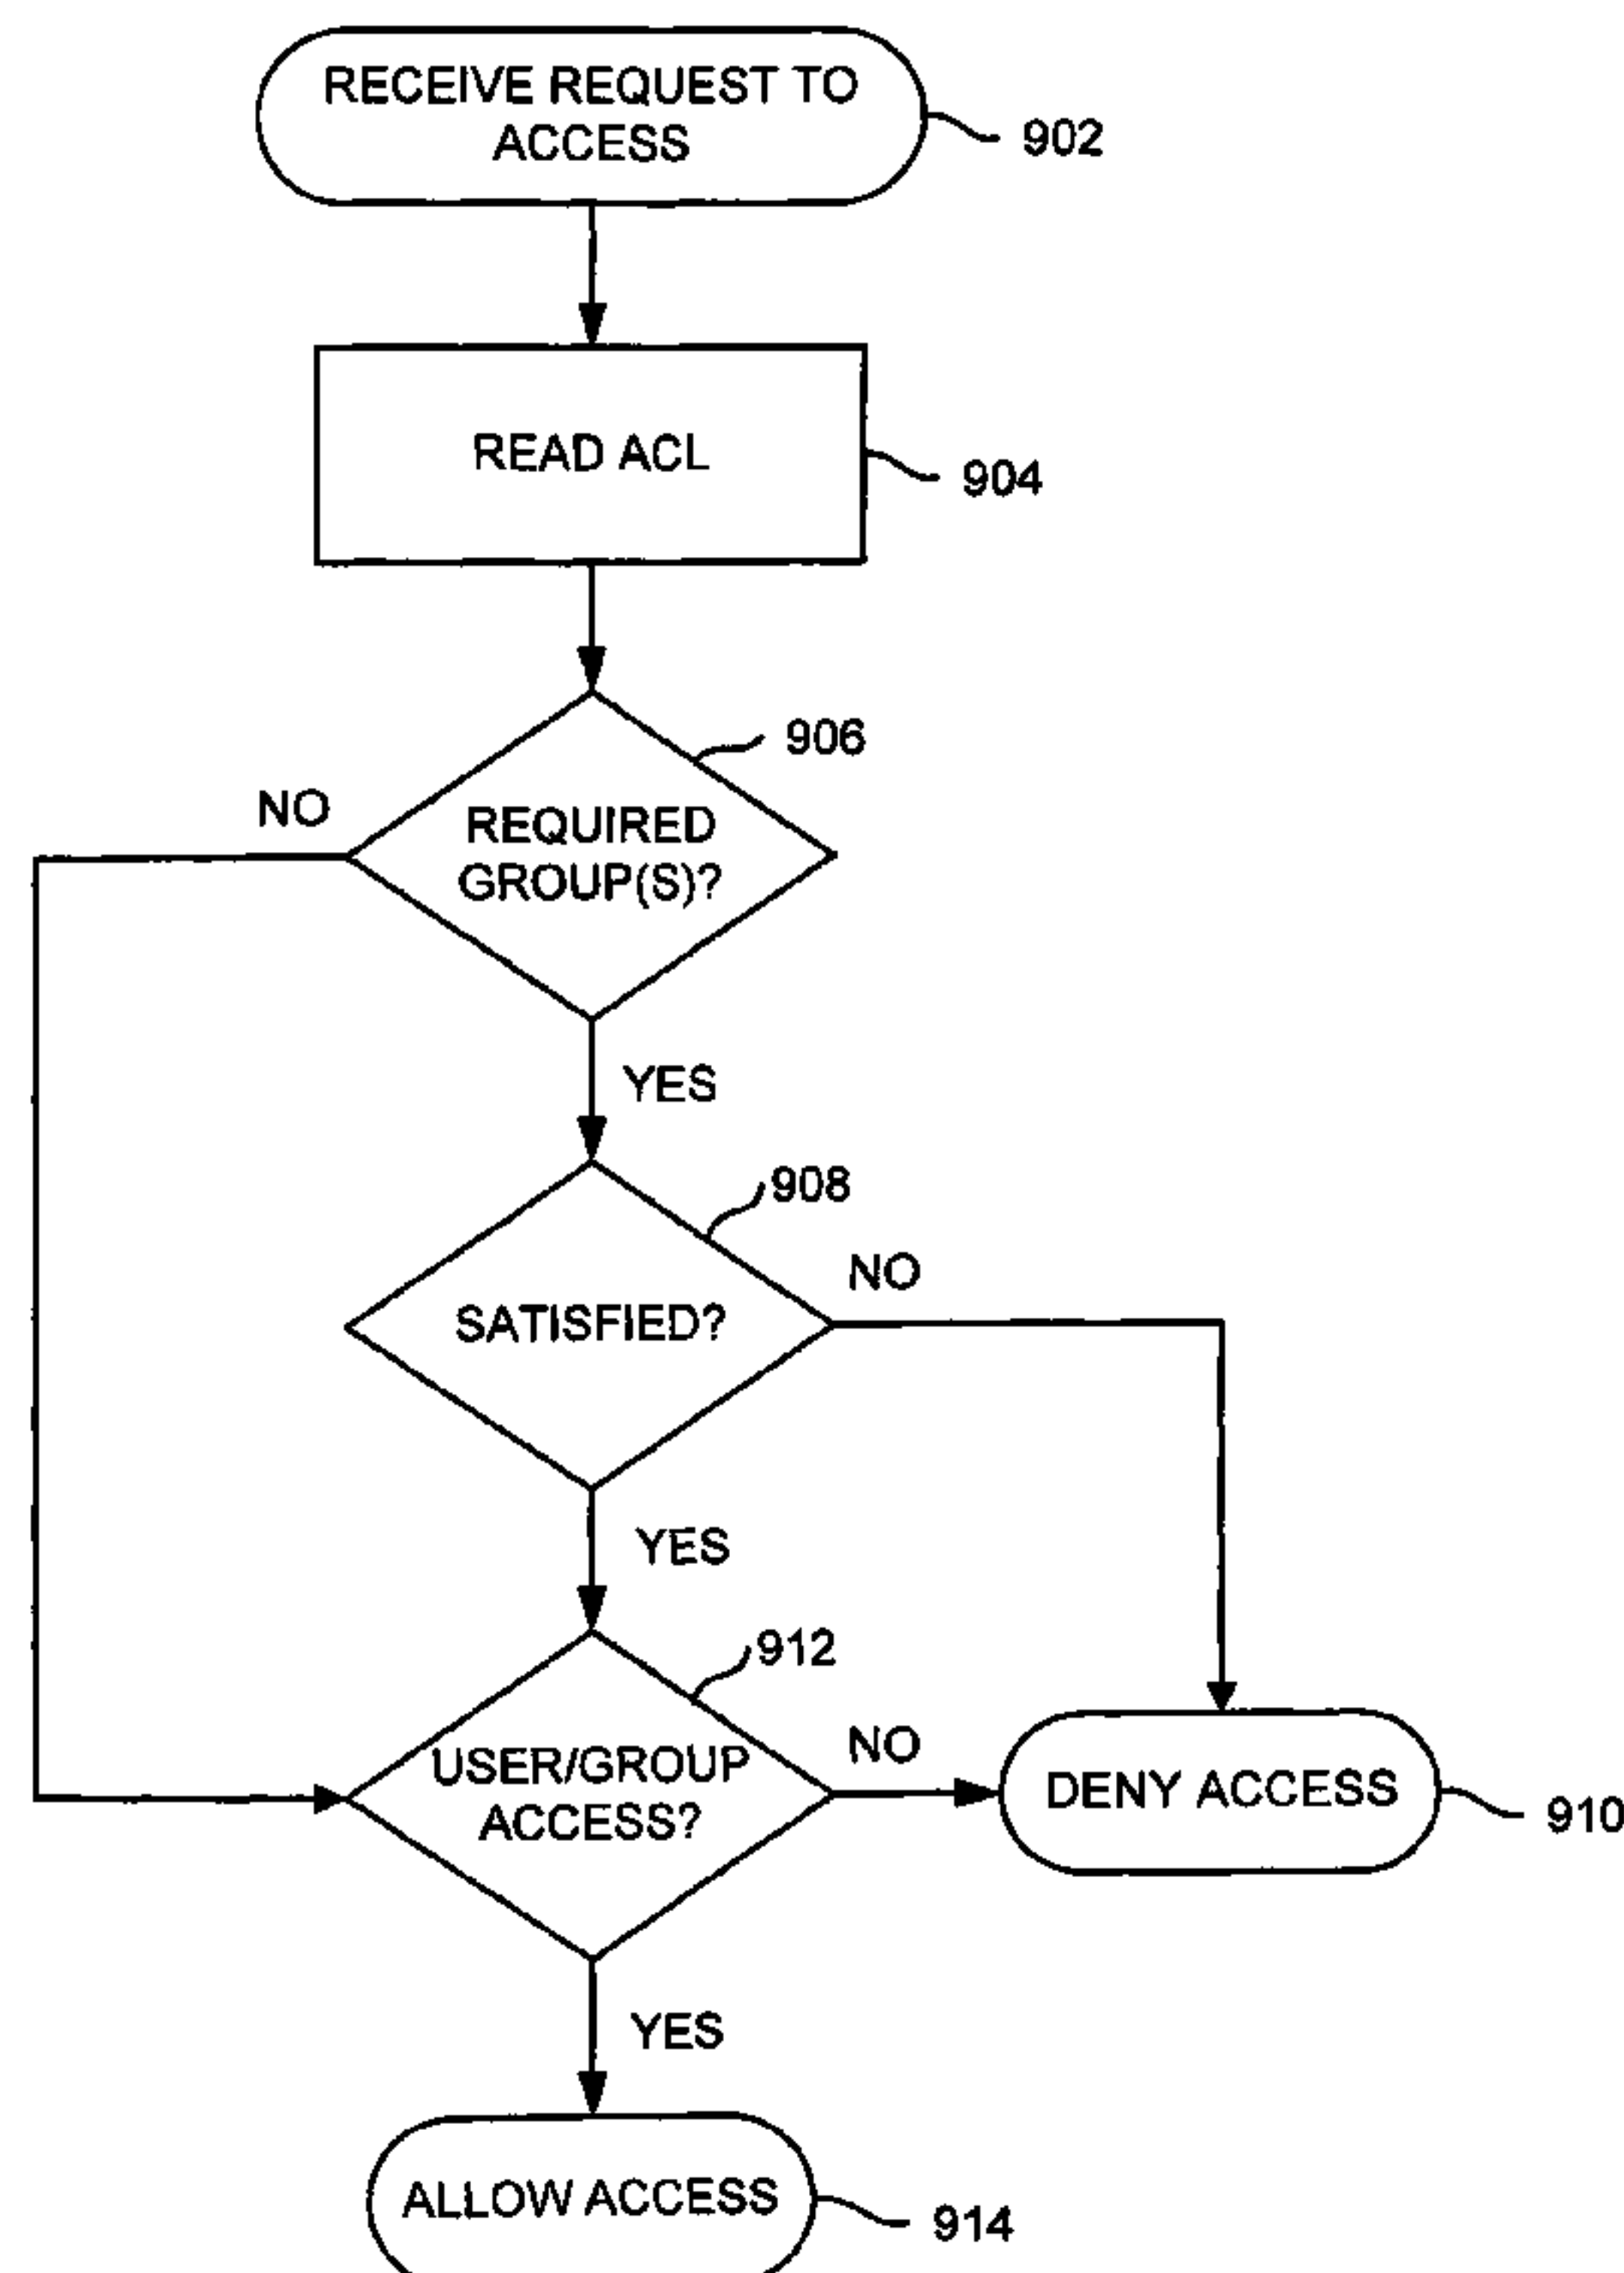 RECEIVE REQUEST TO
ACCESS
902
READ ACL
904
906
NO
REQUIRED
GROUP(S)?
YES
908
NO
SATISFIED?
YES
912
NO
USER/GROUP
ACCESS?
DENY ACCESS
910
YES
ALLOW ACCESS
914